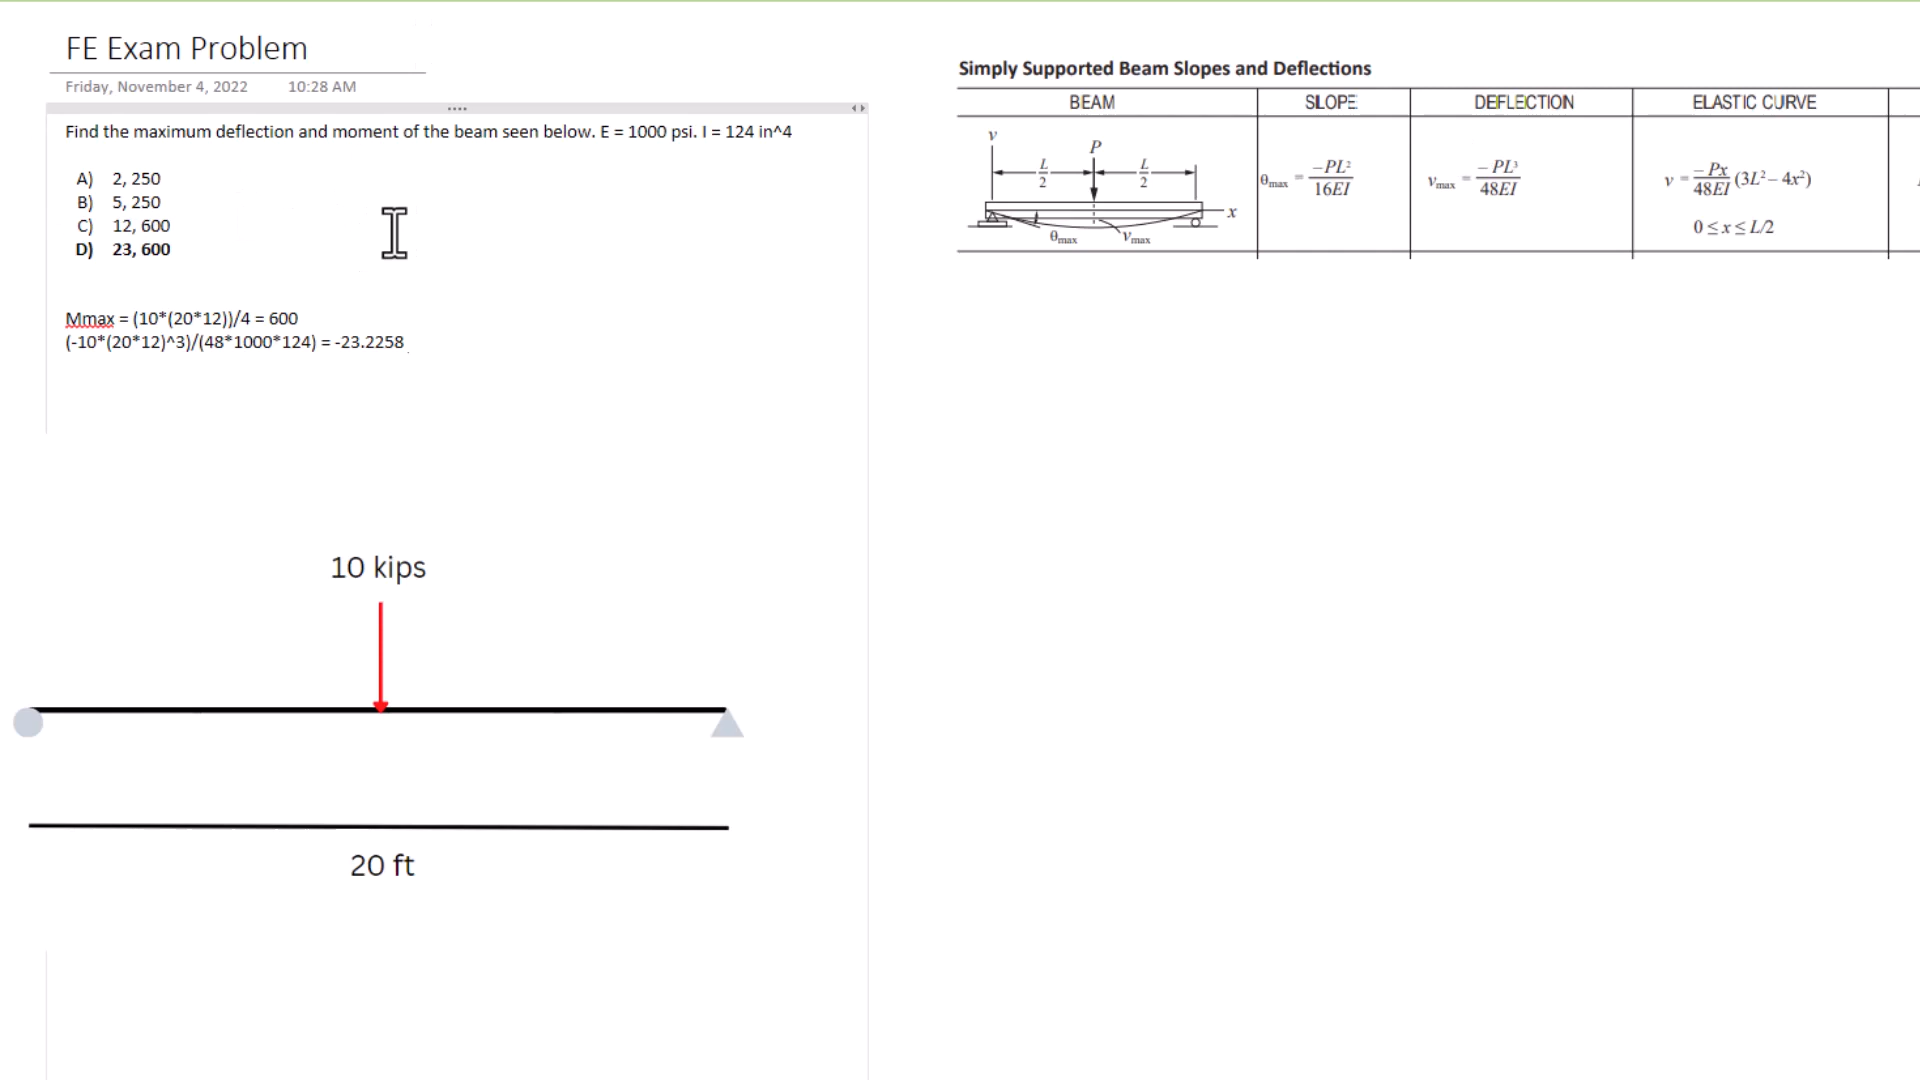 FE Exam Problem
Friday, November 4, 2022 10:28 AM
Find the maximum deflection and moment of the beam seen below. E = 1000 psi. I = 124 in^4
A) 2, 250
B) 5, 250
C) 12, 600
D) 23, 600
Mmax = (10*(20*12))/4 = 600
(-10*(20*12)^3)/(48*1000*124) = -23.2258
10 kips
20 ft
Simply Supported Beam Slopes and Deflections
BEAM SLOPE DEFLECTION ELASTIC CURVE
v
P
L/2 L/2
x
θmax vmax
θmax = −PL²/16EI
vmax = −PL³/48EI
v = −Px/48EI (3L² − 4x²)
0 ≤ x ≤ L/2